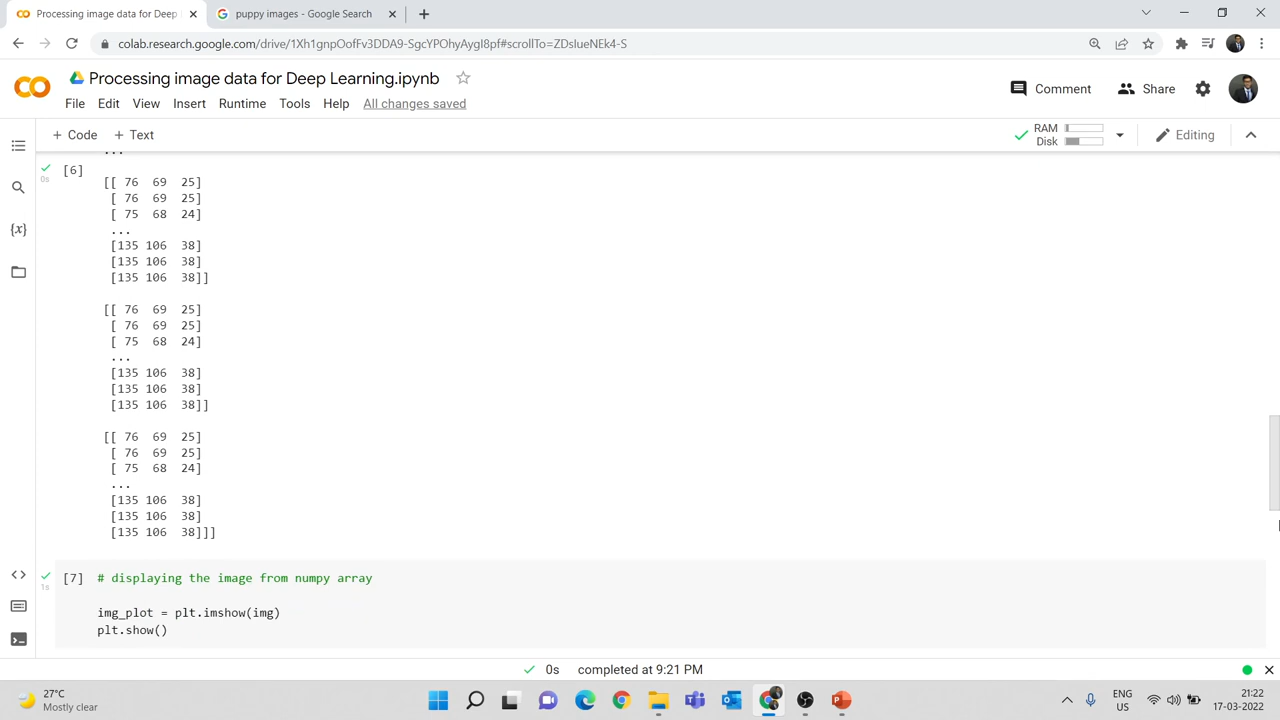 Processing image data for Deep
puppy images - Google Search
colab.research.google.com/drive/1Xh1gnpOofFv3DDA9-SgcYPOhyAygI8pf#scrollTo=ZDslueNEk4-S
Processing image data for Deep Learning.ipynb
Comment
Share
File Edit View Insert Runtime Tools Help All changes saved
+ Code + Text
RAM
Disk
Editing
...
[6]
0s
[[ 76 69 25]
[ 76 69 25]
[ 75 68 24]
...
[135 106 38]
[135 106 38]
[135 106 38]]
[[ 76 69 25]
[ 76 69 25]
[ 75 68 24]
...
[135 106 38]
[135 106 38]
[135 106 38]]
[[ 76 69 25]
[ 76 69 25]
[ 75 68 24]
...
[135 106 38]
[135 106 38]
[135 106 38]]]
[7] # displaying the image from numpy array
1s
img_plot = plt.imshow(img)
plt.show()
0s completed at 9:21 PM
27°C
Mostly clear
ENG
US
21:22
17-03-2022